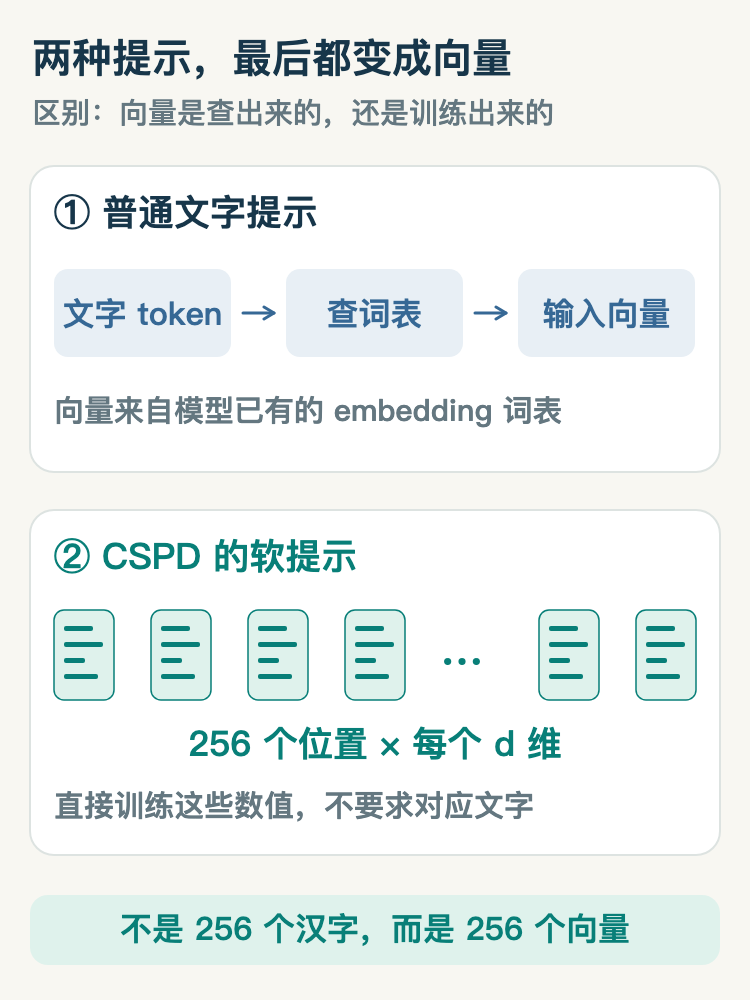 两种提示，最后都变成向量
区别：向量是查出来的，还是训练出来的
① 普通文字提示
文字 token → 查词表 → 输入向量
向量来自模型已有的 embedding 词表
② CSPD 的软提示
...
256 个位置 × 每个 d 维
直接训练这些数值，不要求对应文字
不是 256 个汉字，而是 256 个向量